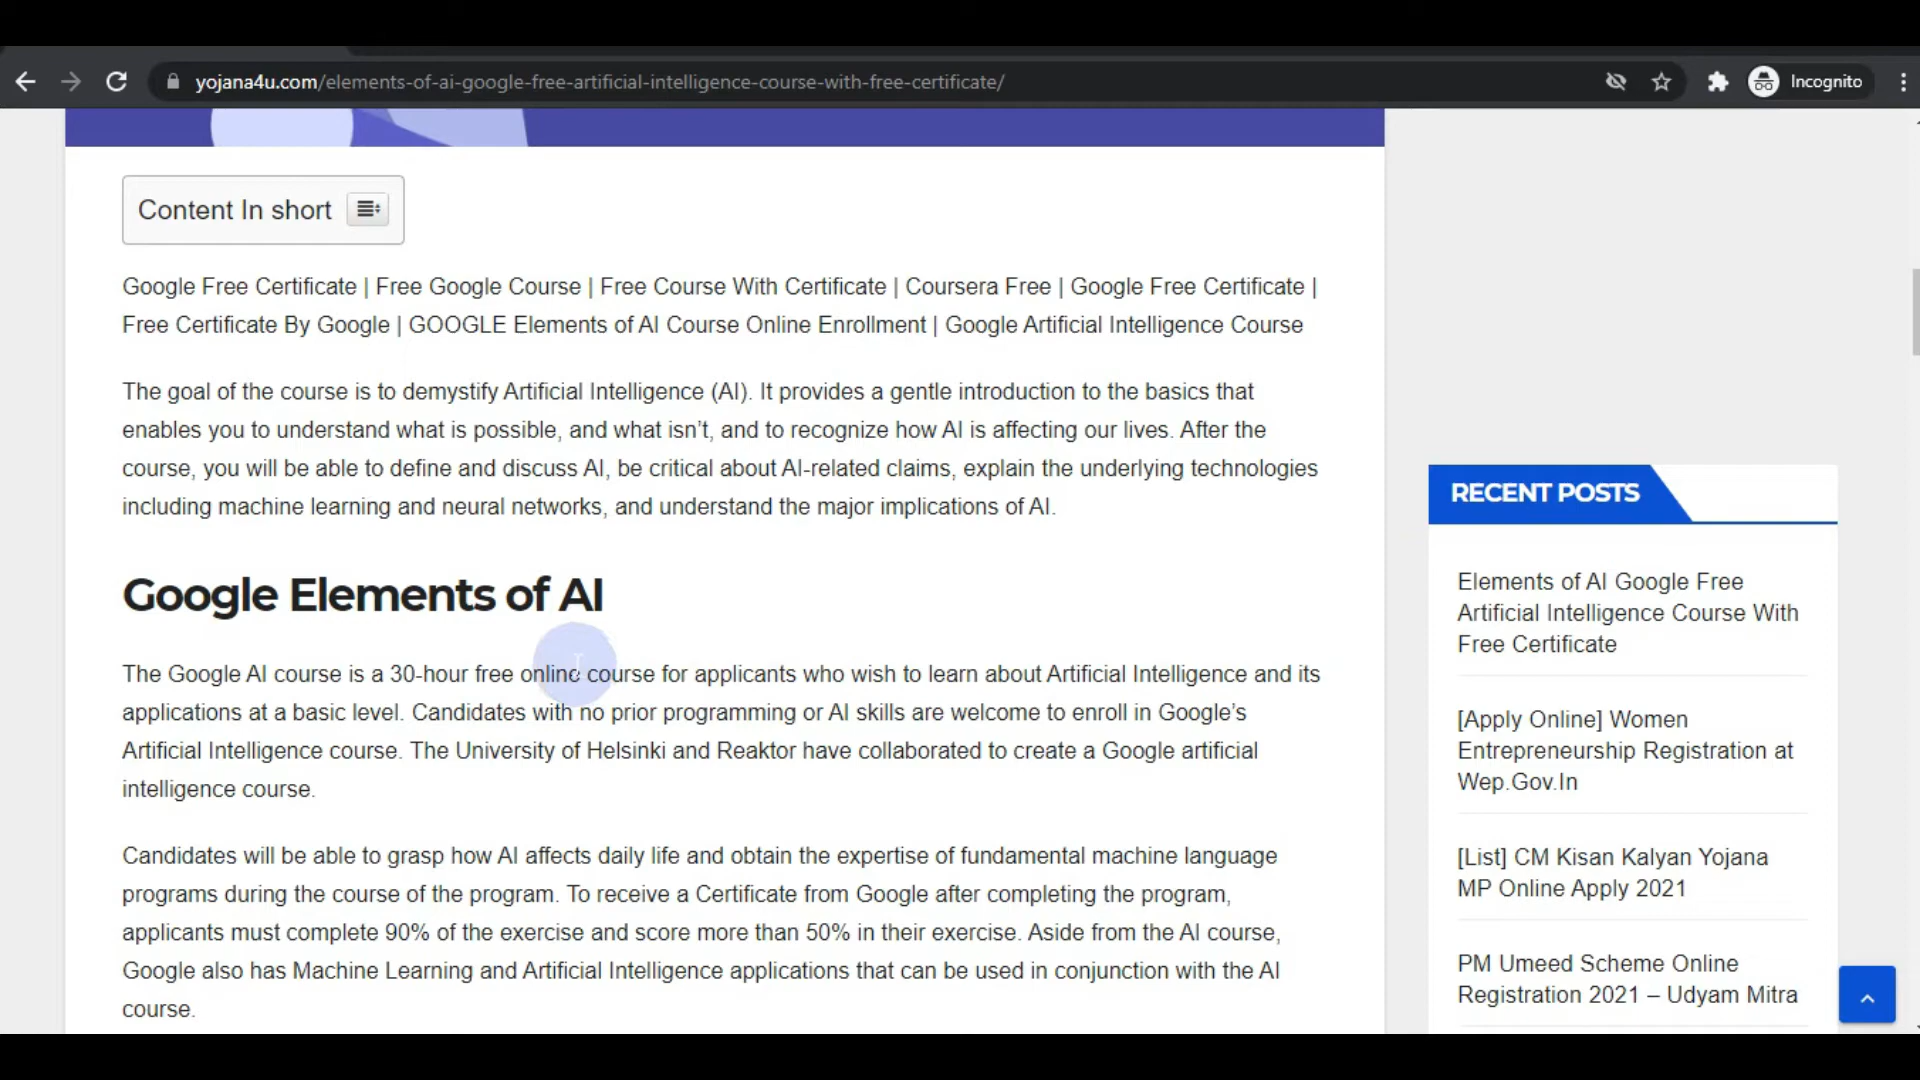 yojana4u.com/elements-of-ai-google-free-artificial-intelligence-course-with-free-certificate/
Incognito
Content In short
Google Free Certificate | Free Google Course | Free Course With Certificate | Coursera Free | Google Free Certificate |
Free Certificate By Google | GOOGLE Elements of AI Course Online Enrollment | Google Artificial Intelligence Course
The goal of the course is to demystify Artificial Intelligence (AI). It provides a gentle introduction to the basics that
enables you to understand what is possible, and what isn’t, and to recognize how AI is affecting our lives. After the
course, you will be able to define and discuss AI, be critical about AI-related claims, explain the underlying technologies
including machine learning and neural networks, and understand the major implications of AI.
Google Elements of AI
The Google AI course is a 30-hour free online course for applicants who wish to learn about Artificial Intelligence and its
applications at a basic level. Candidates with no prior programming or AI skills are welcome to enroll in Google’s
Artificial Intelligence course. The University of Helsinki and Reaktor have collaborated to create a Google artificial
intelligence course.
Candidates will be able to grasp how AI affects daily life and obtain the expertise of fundamental machine language
programs during the course of the program. To receive a Certificate from Google after completing the program,
applicants must complete 90% of the exercise and score more than 50% in their exercise. Aside from the AI course,
Google also has Machine Learning and Artificial Intelligence applications that can be used in conjunction with the AI
course.
RECENT POSTS
Elements of AI Google Free
Artificial Intelligence Course With
Free Certificate
[Apply Online] Women
Entrepreneurship Registration at
Wep.Gov.In
[List] CM Kisan Kalyan Yojana
MP Online Apply 2021
PM Umeed Scheme Online
Registration 2021 – Udyam Mitra